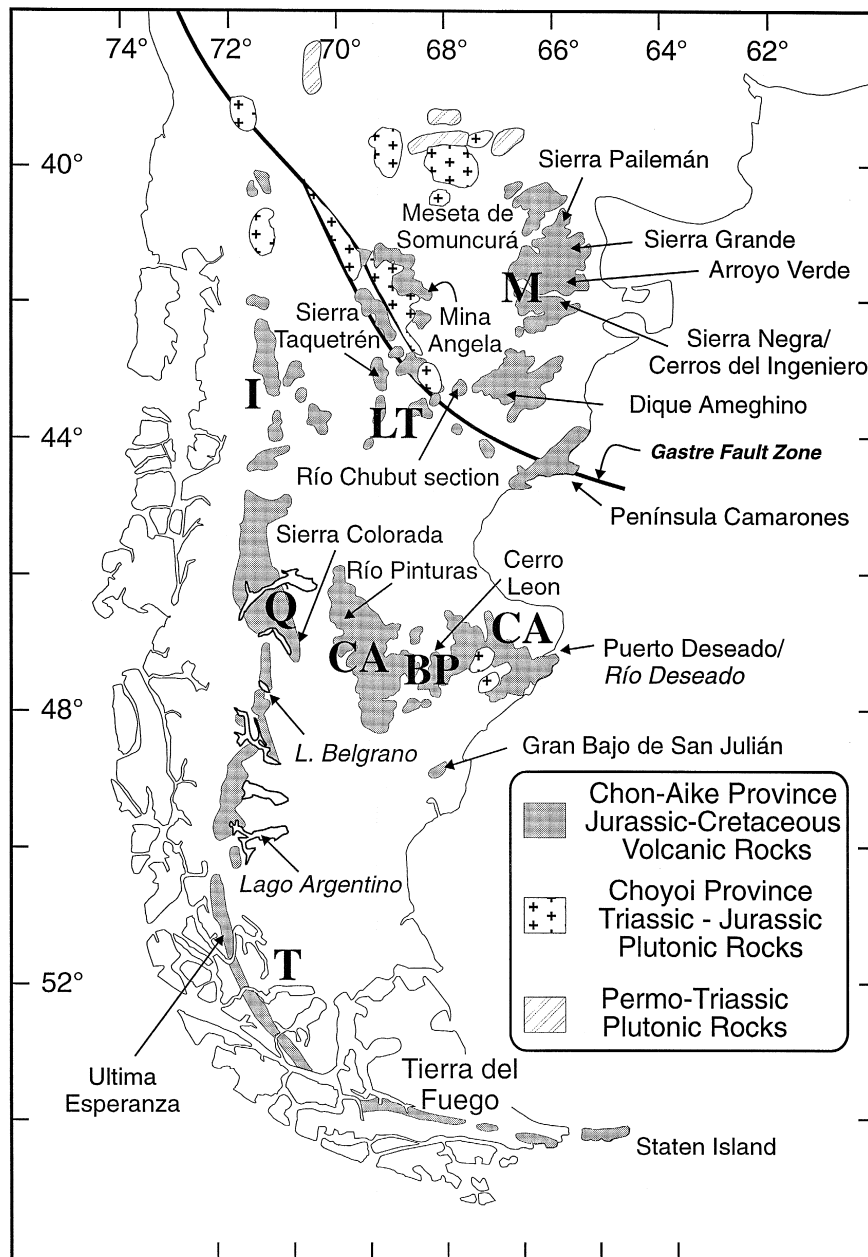 74° 72° 70° 68° 66° 64° 62°
40°
Sierra Pailemán
Meseta de
Somuncurá
Sierra Grande
Arroyo Verde
M
Sierra
Taquetrén
Mina
Angela
Sierra Negra/
Cerros del Ingeniero
I
LT
Dique Ameghino
44°
Gastre Fault Zone
Río Chubut section
Península Camarones
Sierra Colorada
Cerro
Leon
Río Pinturas
Q
CA
CA
BP
Puerto Deseado/
Río Deseado
48°
L. Belgrano
Gran Bajo de San Julián
Chon-Aike Province
Jurassic-Cretaceous
Volcanic Rocks
Lago Argentino
Choyoi Province
Triassic - Jurassic
Plutonic Rocks
T
52°
Permo-Triassic
Plutonic Rocks
Ultima
Esperanza
Tierra del
Fuego
Staten Island